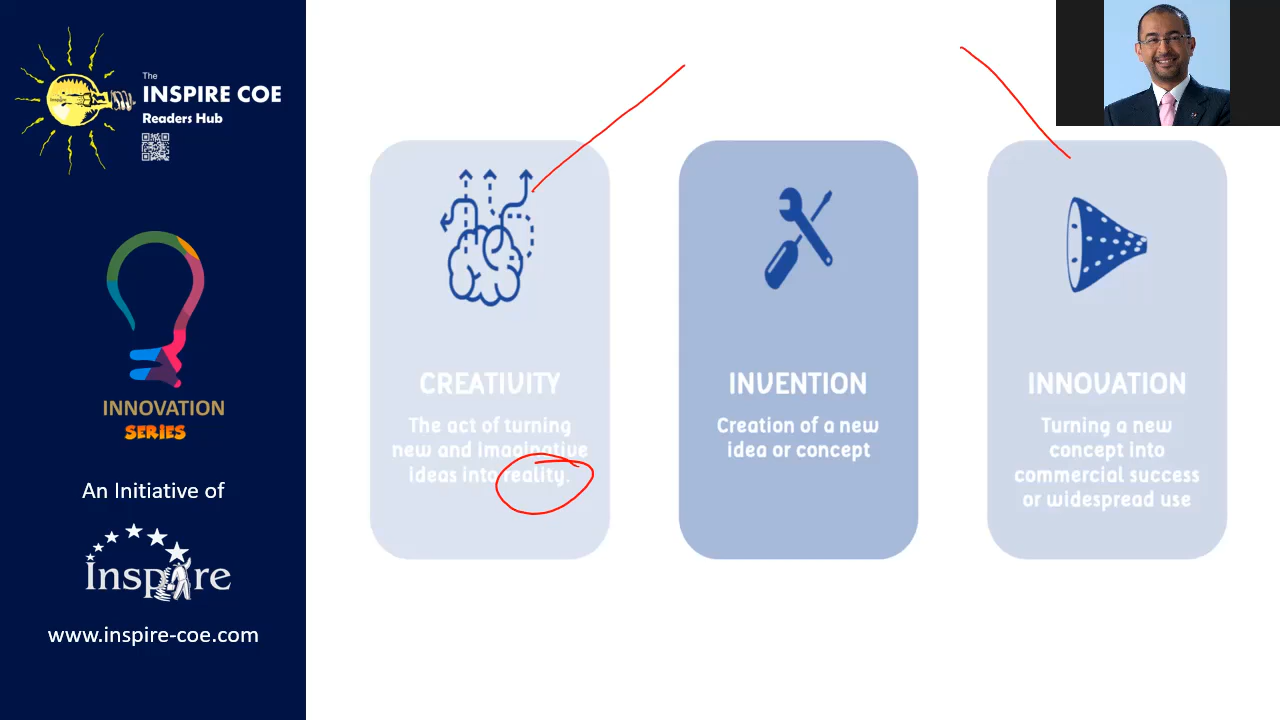 The
INSPIRE COE
Readers Hub
INNOVATION
SERIES
An Initiative of
Inspire
www.inspire-coe.com
CREATIVITY
The act of turning
new and imaginative
ideas into reality.
INVENTION
Creation of a new
idea or concept
INNOVATION
Turning a new
concept into
commercial success
or widespread use